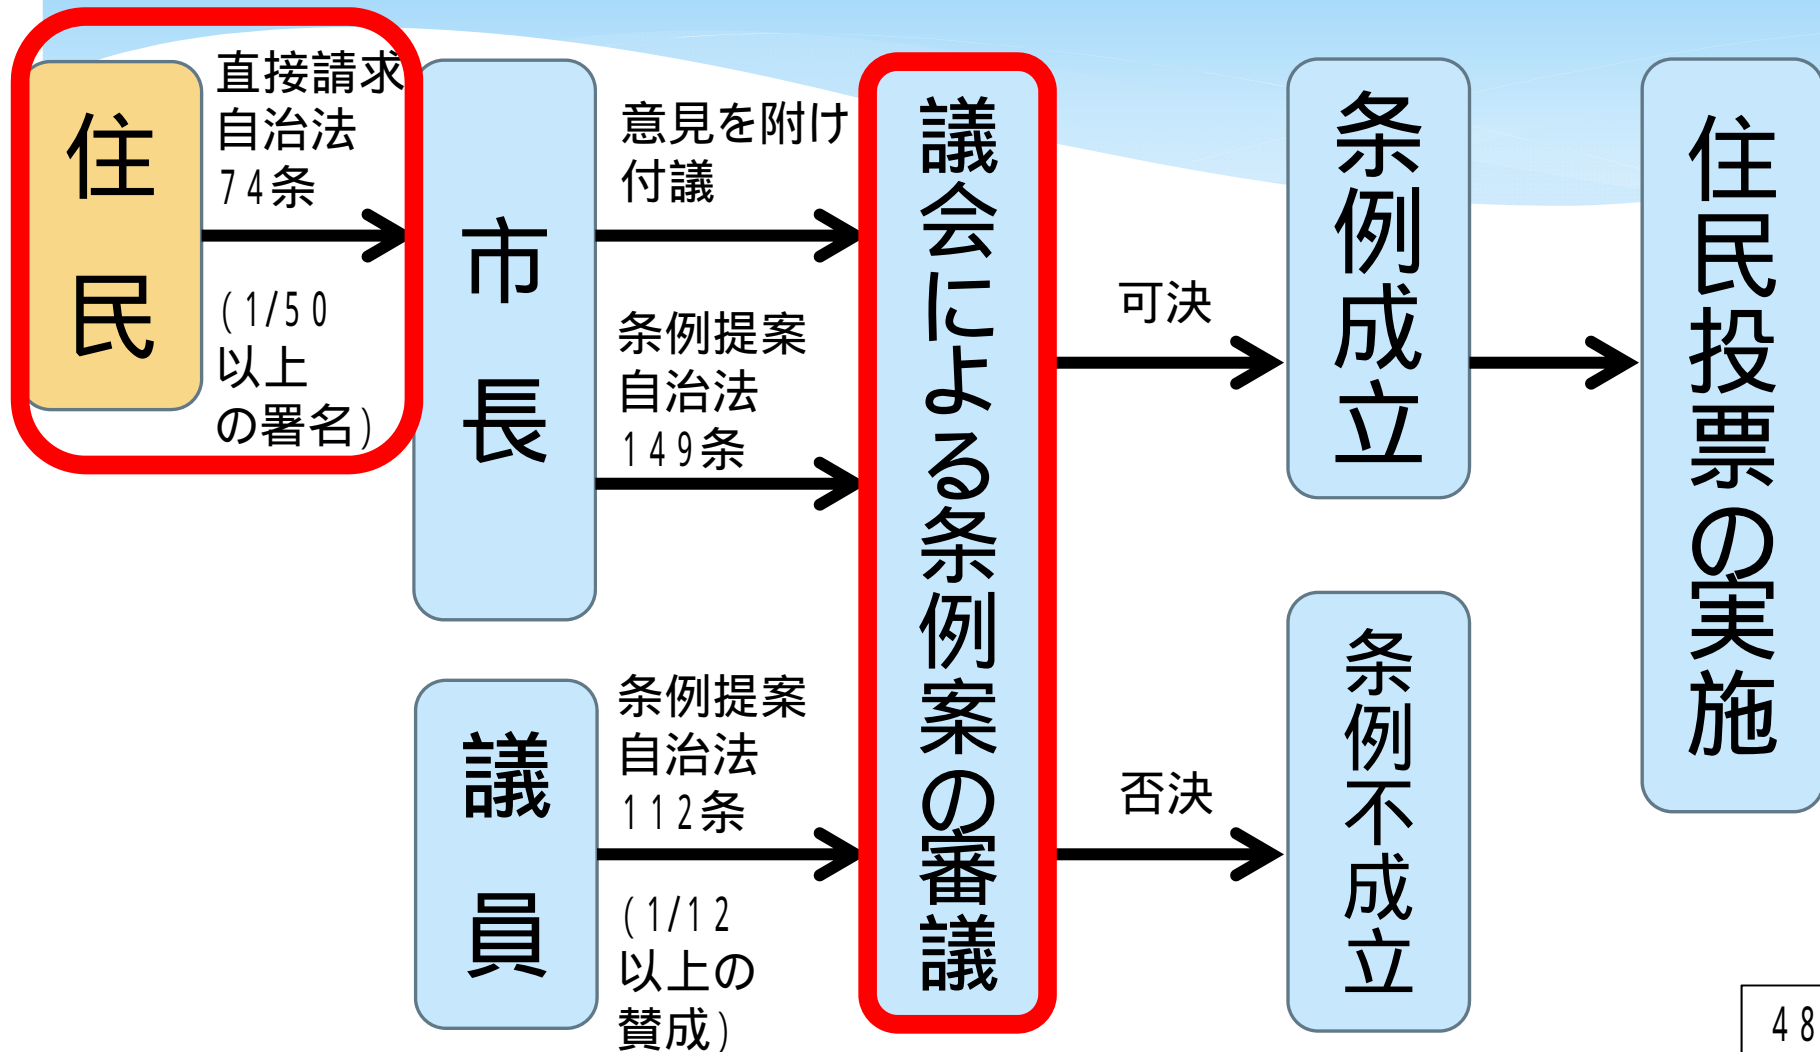 住民
直接請求
自治法
74条
(1/50
以上
の署名)
市長
意見を附け
付議
条例提案
自治法
149条
議員
条例提案
自治法
112条
(1/12
以上の
賛成)
議会による条例案の審議
可決
否決
条例成立
条例不成立
住民投票の実施
48